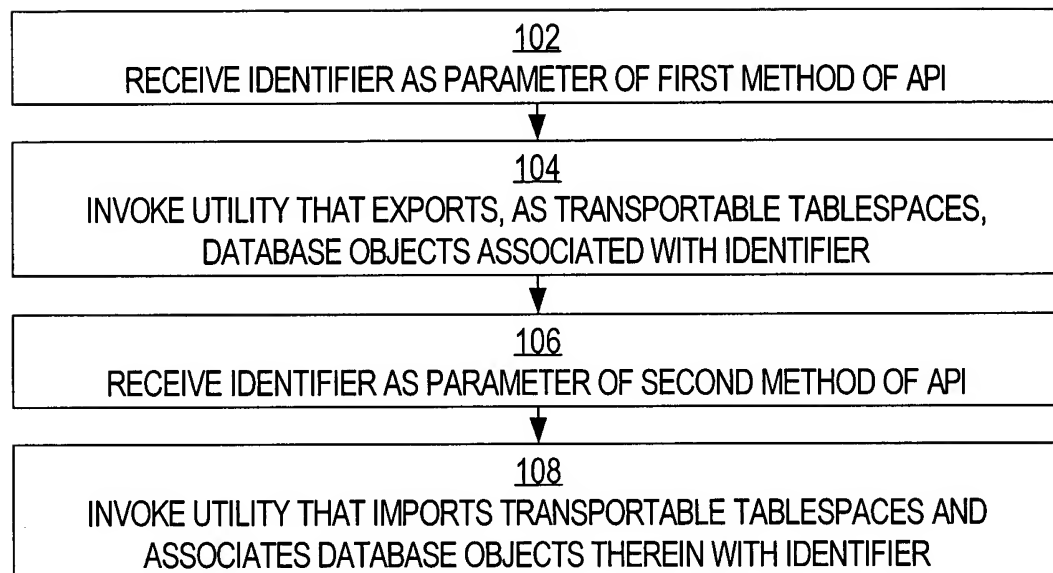 102
RECEIVE IDENTIFIER AS PARAMETER OF FIRST METHOD OF API
104
INVOKE UTILITY THAT EXPORTS, AS TRANSPORTABLE TABLESPACES,
DATABASE OBJECTS ASSOCIATED WITH IDENTIFIER
106
RECEIVE IDENTIFIER AS PARAMETER OF SECOND METHOD OF API
108
INVOKE UTILITY THAT IMPORTS TRANSPORTABLE TABLESPACES AND
ASSOCIATES DATABASE OBJECTS THEREIN WITH IDENTIFIER